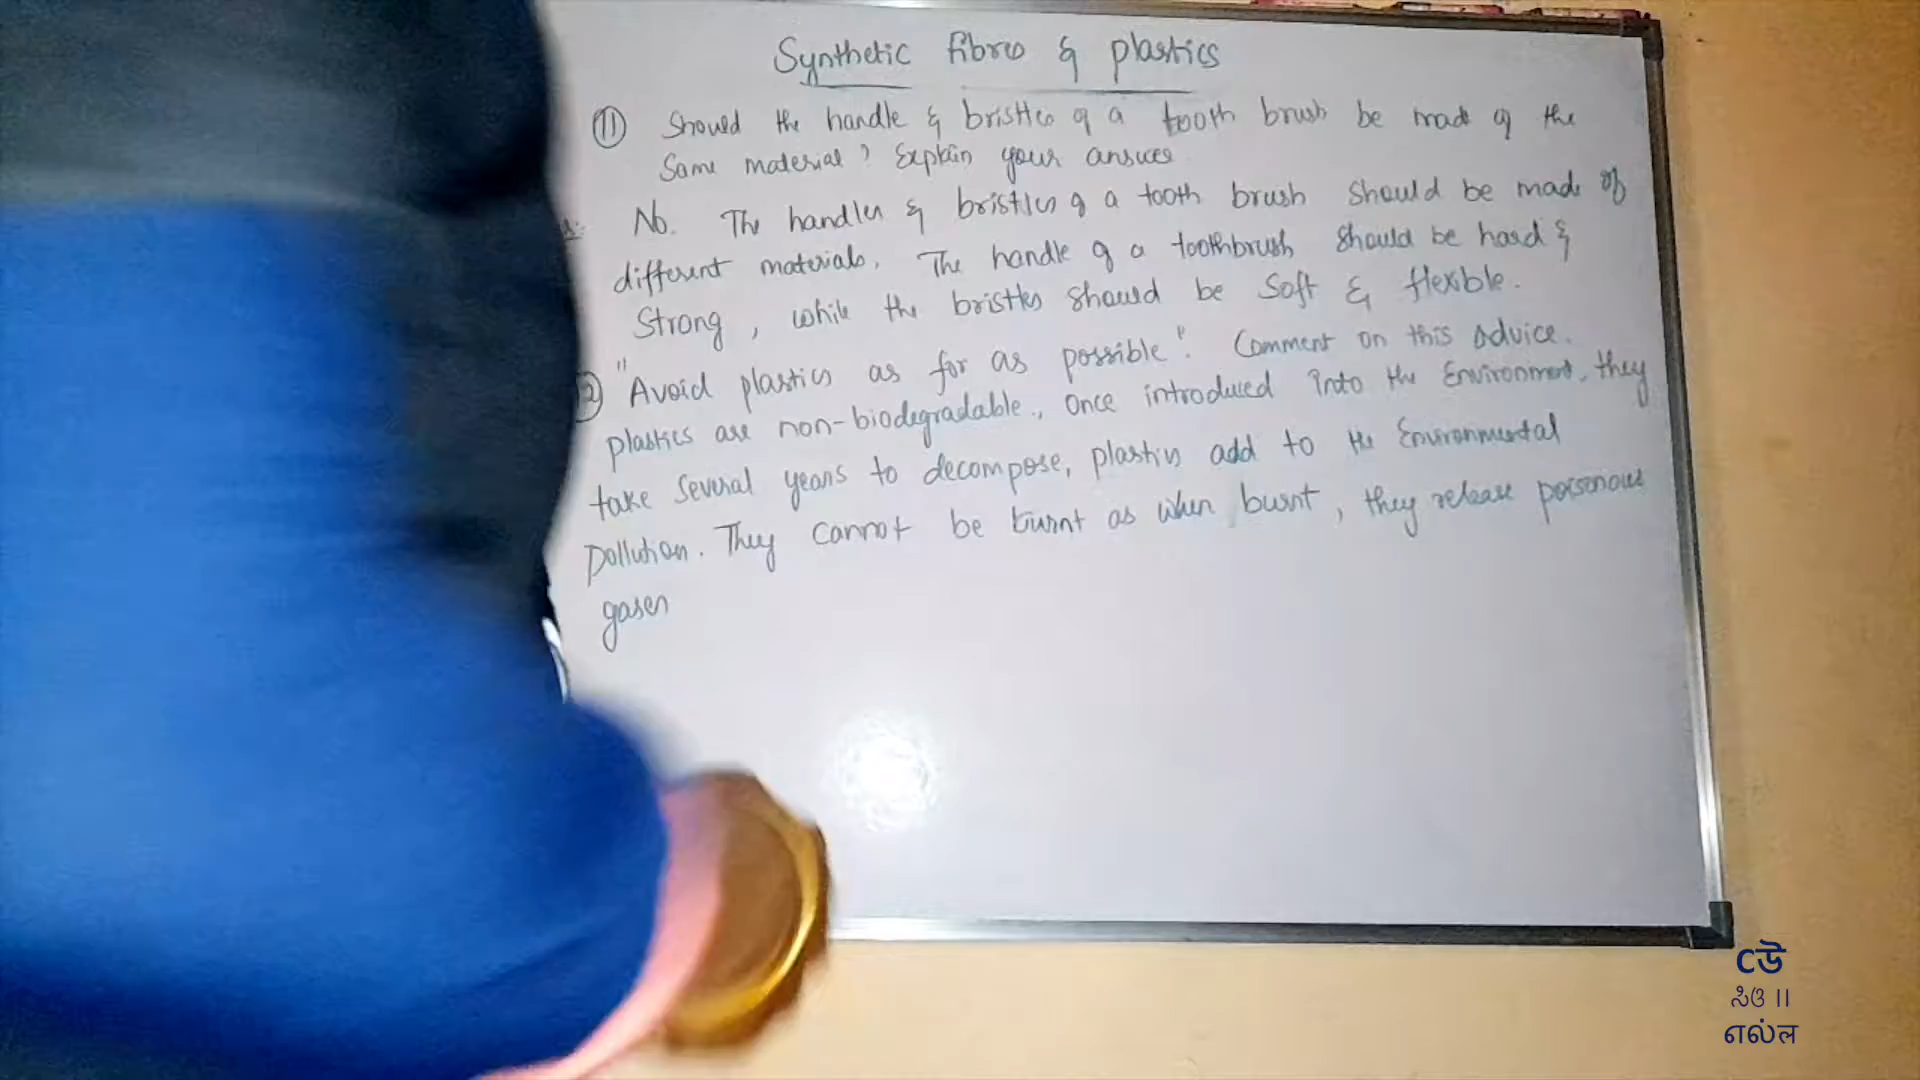 Synthetic fibres & plastics
11 Should the handle & bristles of a tooth brush be made of the
Same material? Explain your answer
No. The handles & bristles of a tooth brush should be made of
different materials. The handle of a toothbrush should be hard &
Strong, while the bristles should be soft & flexible.
"Avoid plastics as far as possible". Comment on this advice.
plastics are non-biodegradable., Once introduced into the Environment, they
take several years to decompose, plastics add to the Environmental
pollution. They cannot be burnt as when burnt, they release poisonous
gases
Cউ
ಸಿಠಿ ॥
எல்ல